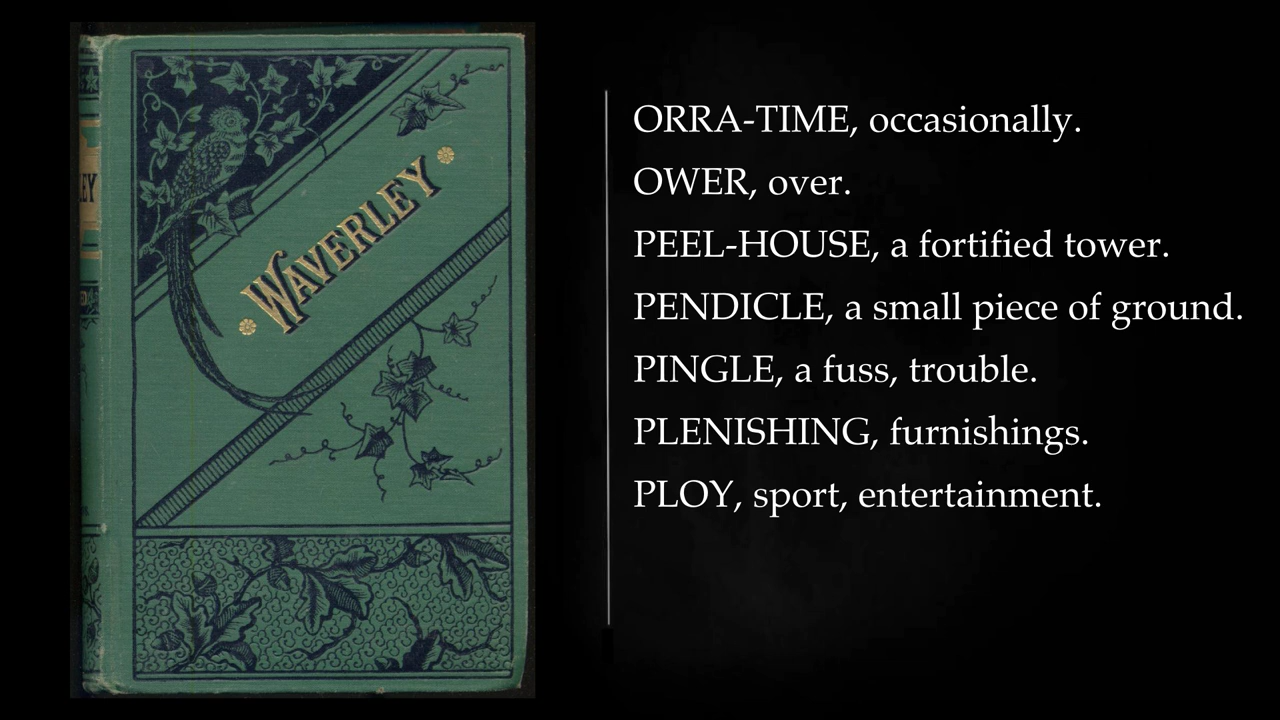 WAVERLEY
EY
ORRA-TIME, occasionally.
OWER, over.
PEEL-HOUSE, a fortified tower.
PENDICLE, a small piece of ground.
PINGLE, a fuss, trouble.
PLENISHING, furnishings.
PLOY, sport, entertainment.